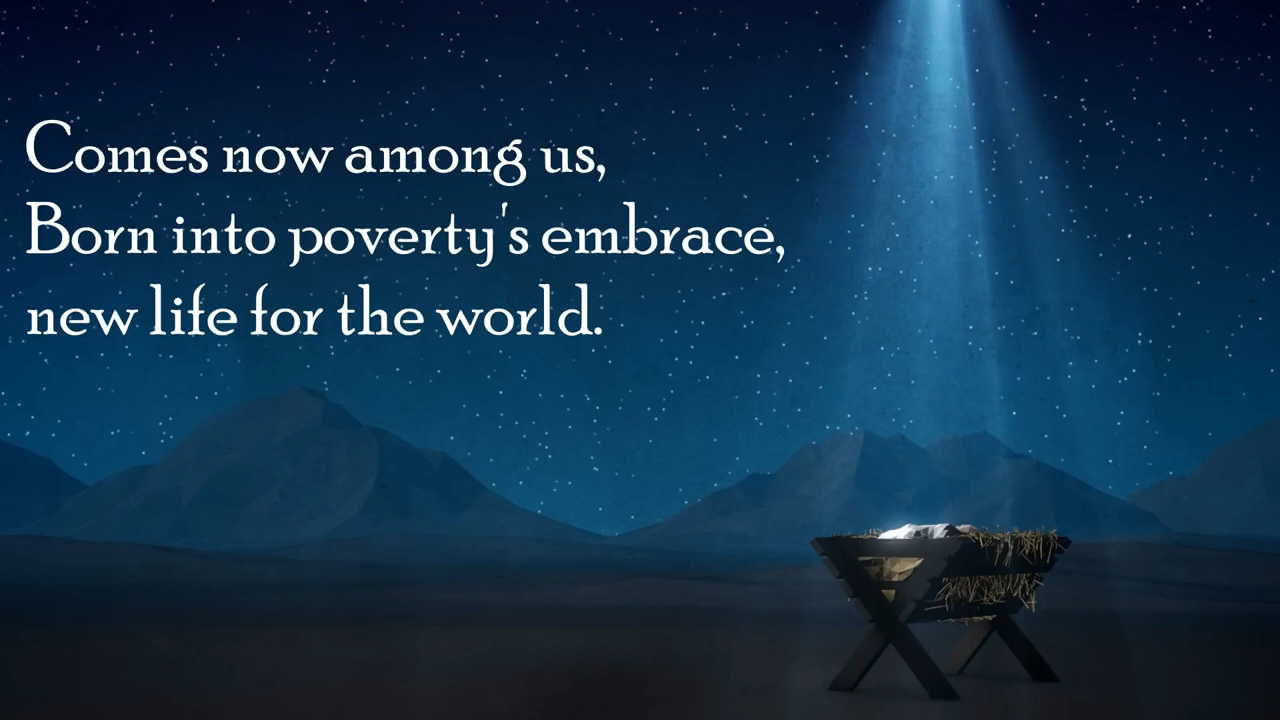 Comes now among us,
Born into poverty's embrace,
new life for the world.